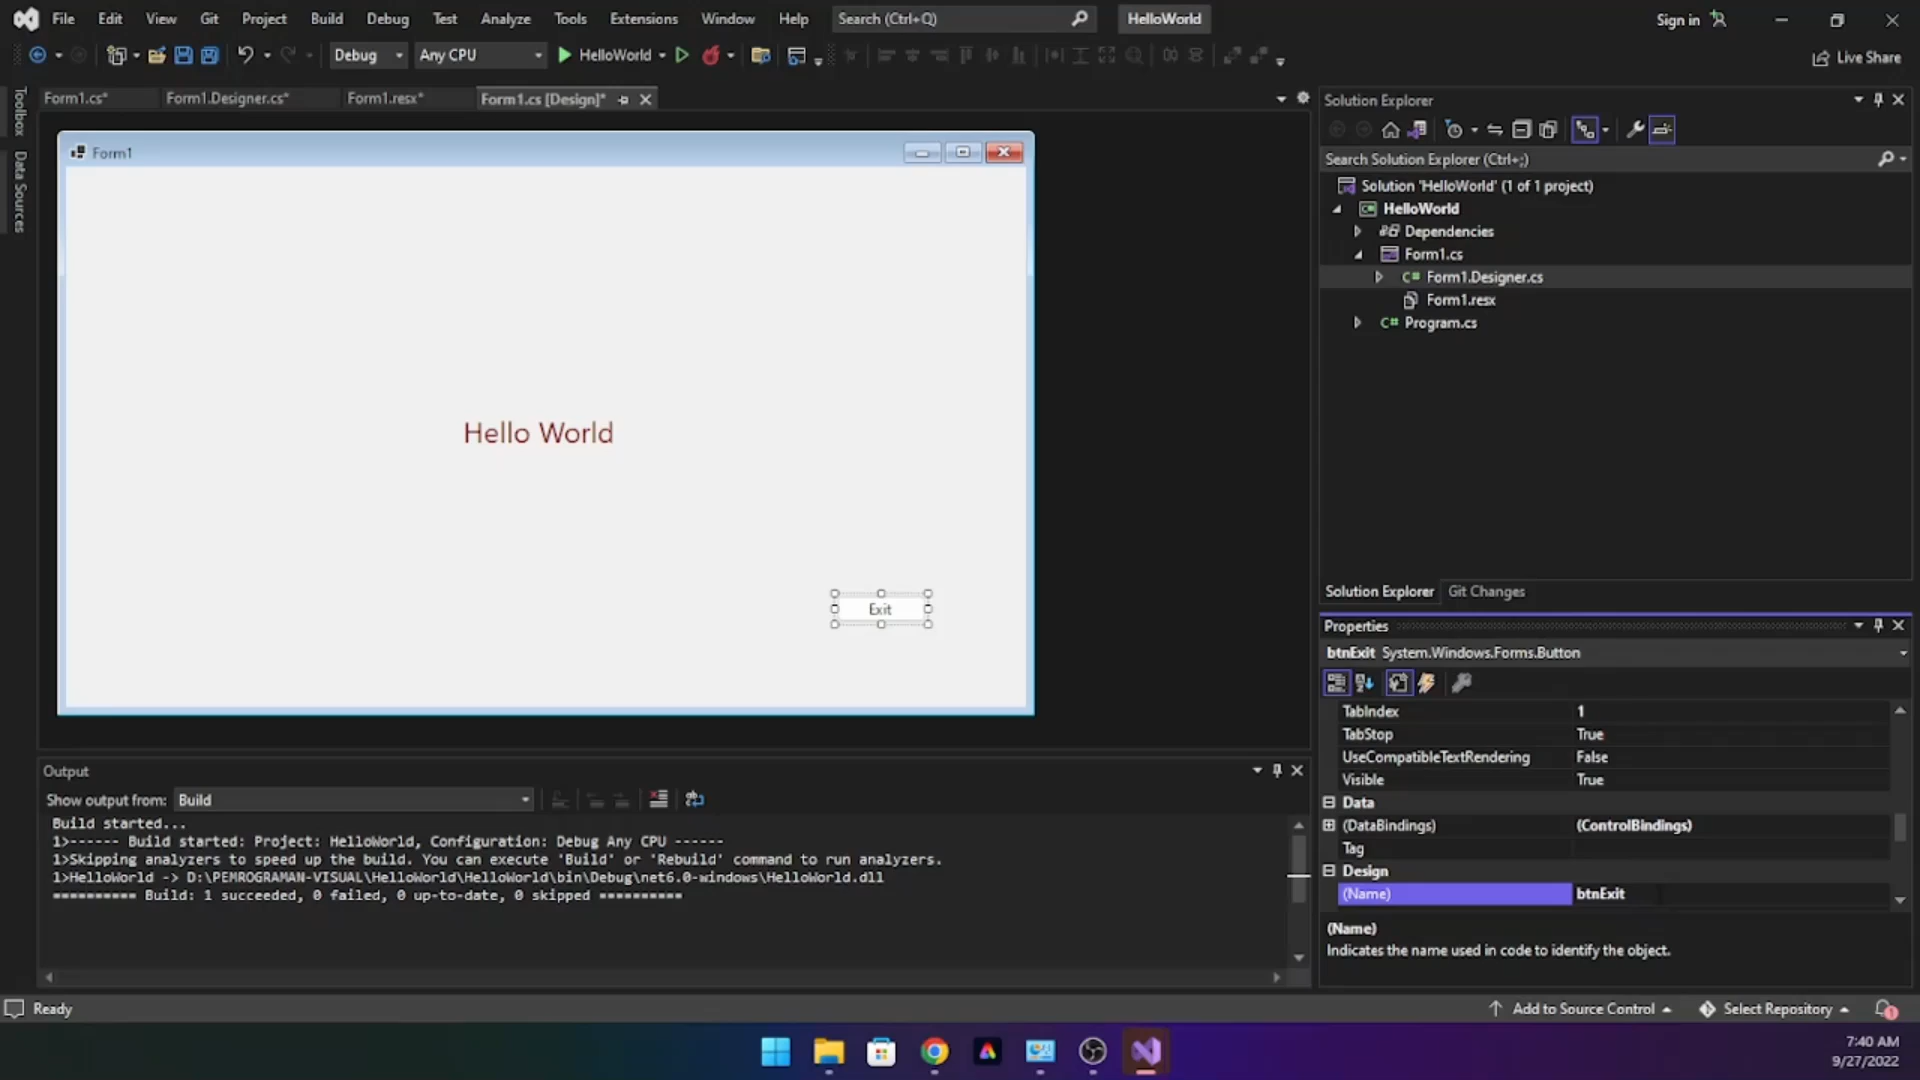 File Edit View Git Project Build Debug Test Analyze Tools Extensions Window Help Search (Ctrl+Q) HelloWorld Sign in
Debug Any CPU HelloWorld Live Share
Toolbox
Data Sources
Form1.cs* Form1.Designer.cs* Form1.resx* Form1.cs [Design]*
Form1
Hello World
Exit
Solution Explorer
Search Solution Explorer (Ctrl+;)
Solution 'HelloWorld' (1 of 1 project)
HelloWorld
Dependencies
Form1.cs
C# Form1.Designer.cs
Form1.resx
C# Program.cs
Solution Explorer Git Changes
Properties
btnExit System.Windows.Forms.Button
TabIndex 1
TabStop True
UseCompatibleTextRendering False
Visible True
Data
(DataBindings) (ControlBindings)
Tag
Design
(Name) btnExit
(Name)
Indicates the name used in code to identify the object.
Output
Show output from: Build
Build started...
1>------ Build started: Project: HelloWorld, Configuration: Debug Any CPU ------
1>Skipping analyzers to speed up the build. You can execute 'Build' or 'Rebuild' command to run analyzers.
1>HelloWorld -> D:\PEMROGRAMAN-VISUAL\HelloWorld\HelloWorld\bin\Debug\net6.0-windows\HelloWorld.dll
========== Build: 1 succeeded, 0 failed, 0 up-to-date, 0 skipped ==========
Ready Add to Source Control Select Repository 1
7:40 AM
9/27/2022